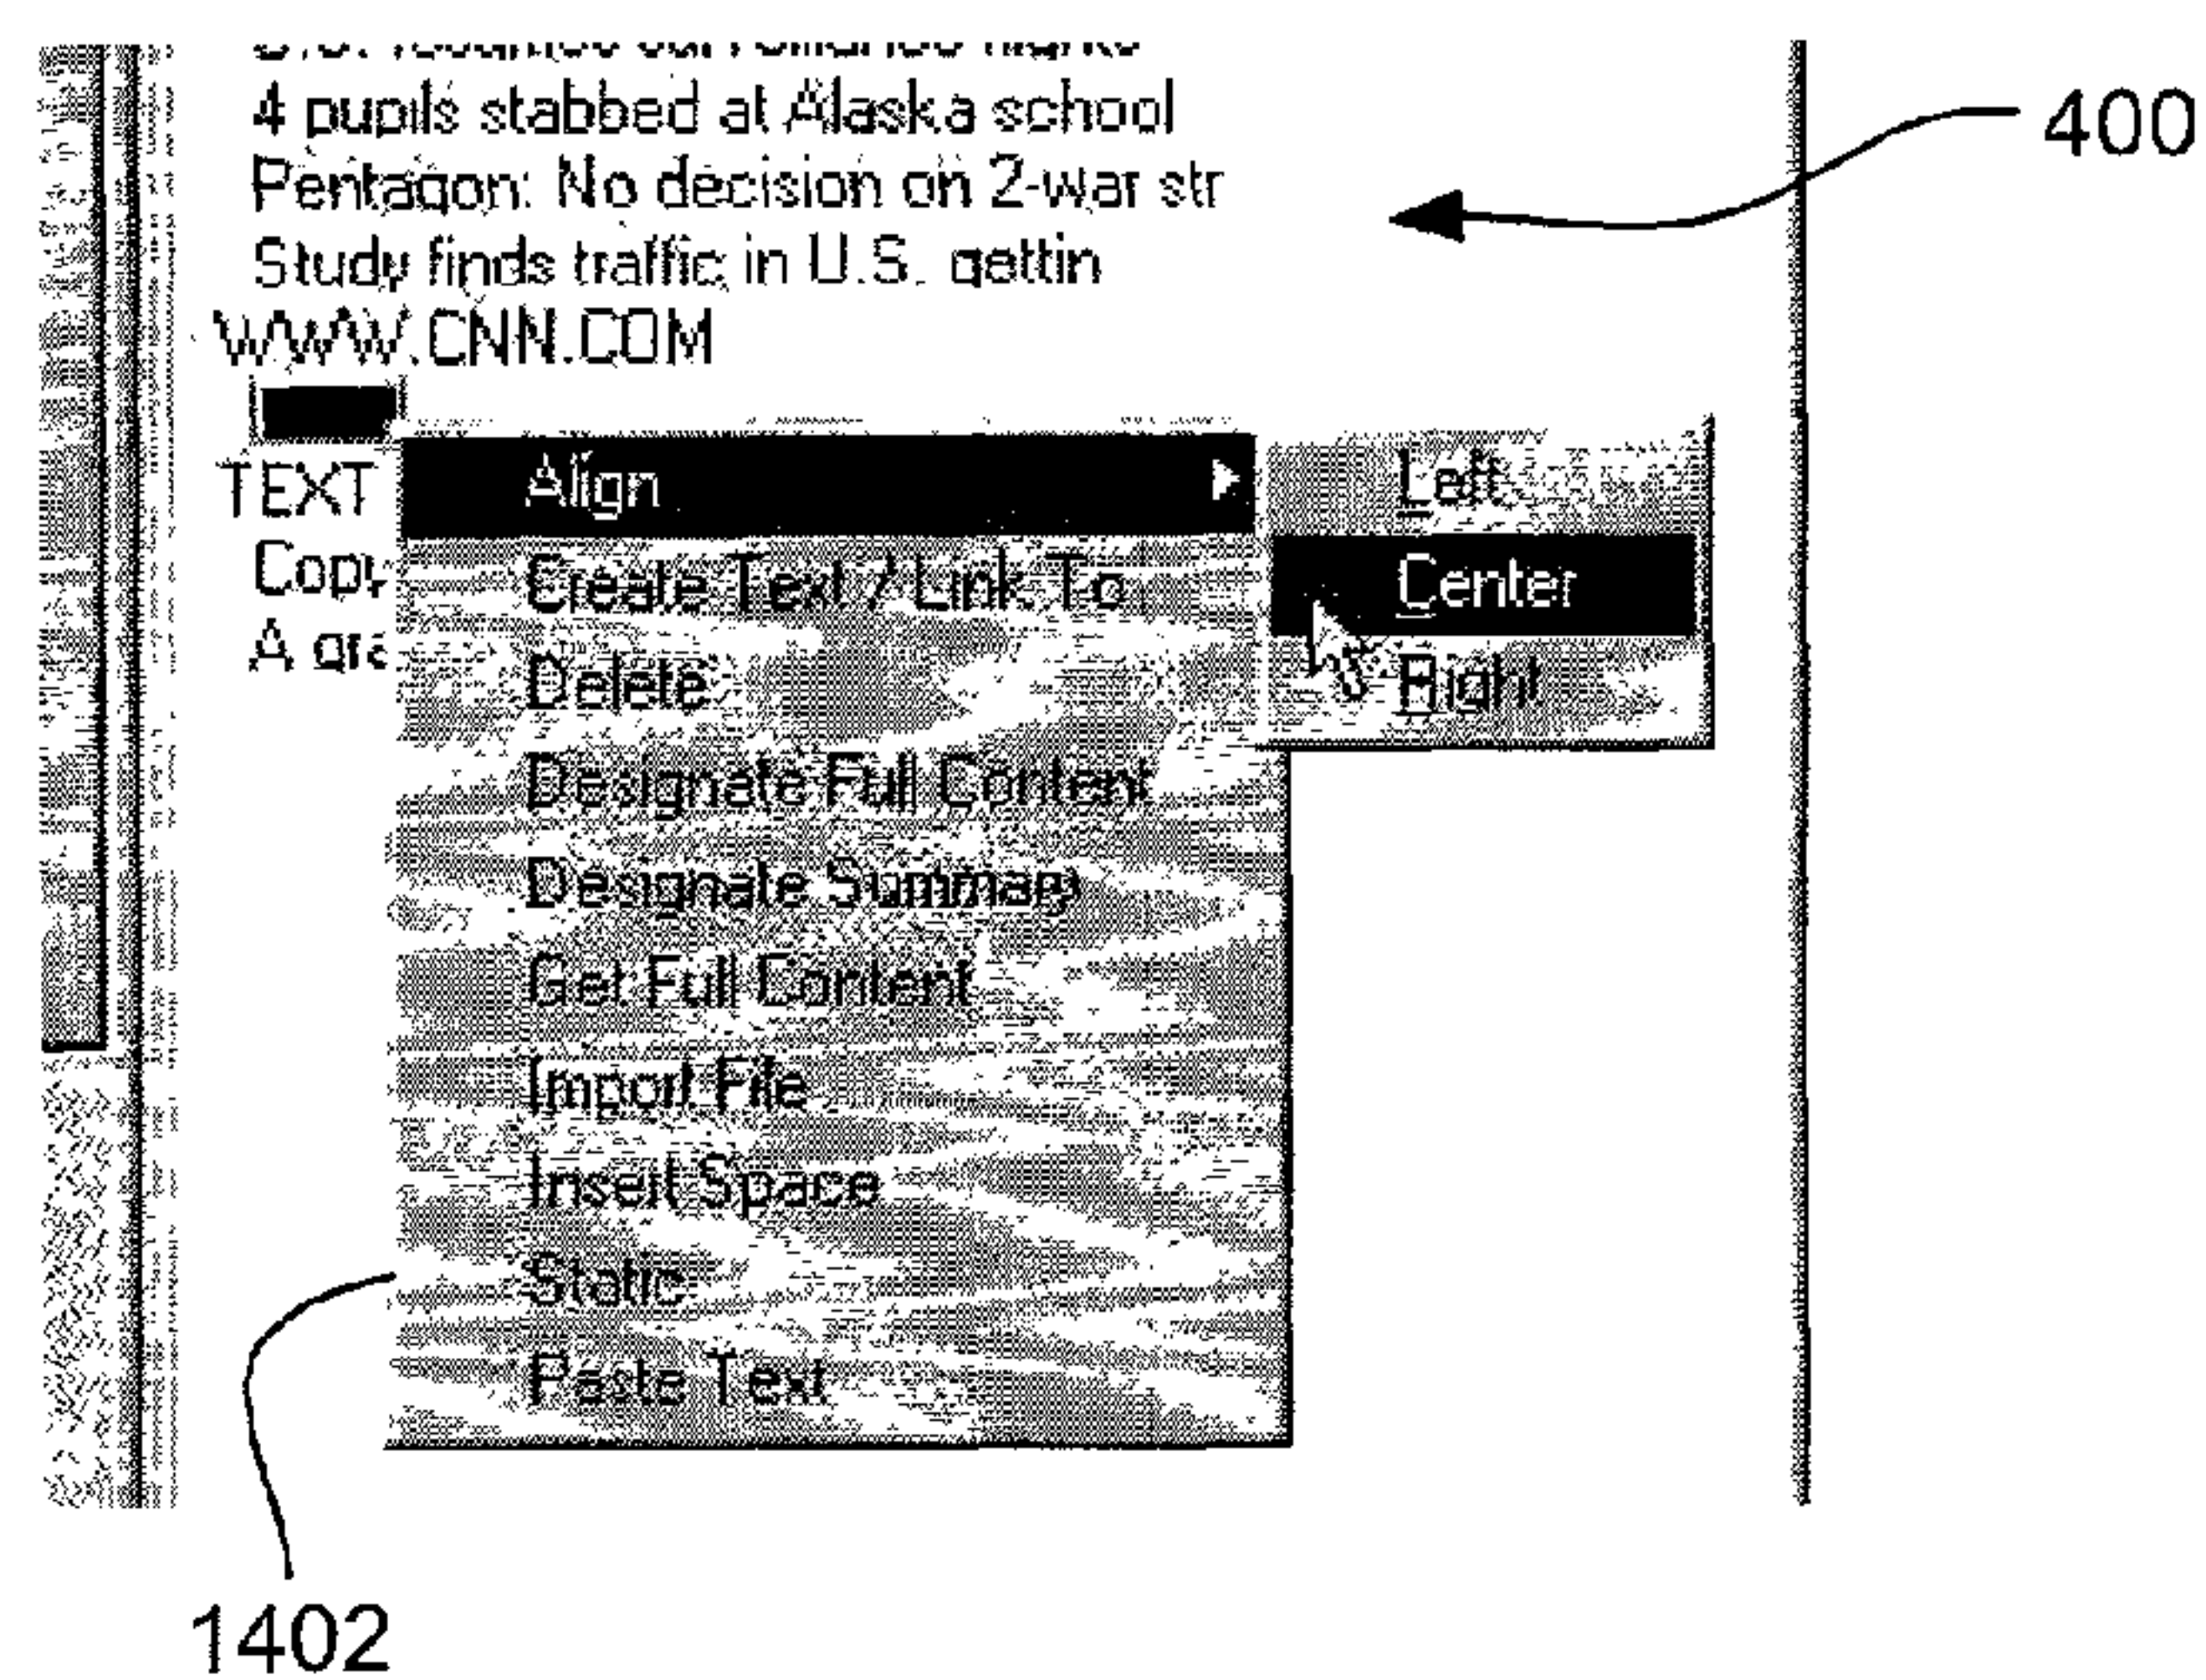 4 pupils stabbed at Alaska school
400
Pentagon: No decision on 2-war str
Study finds traffic in U.S. gettin
WWW.CNN.COM
TEXT
Align
Left
Copy
Create Text / Link To
Center
A gra
Delete
Right
Designate Full Content
Designate Summary
Get Full Content
Import File
Insert Space
Static
Paste Text
1402